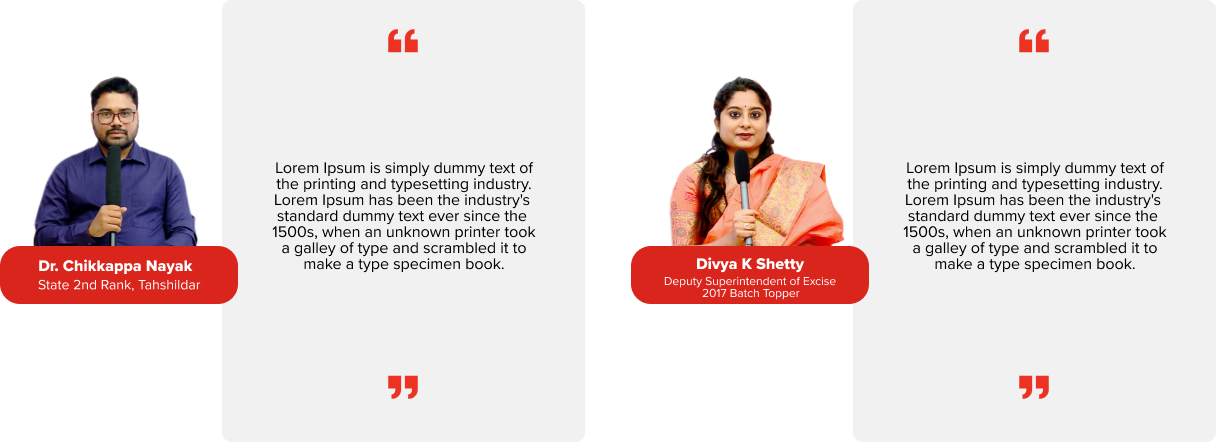 “
Lorem Ipsum is simply dummy text of
the printing and typesetting industry.
Lorem Ipsum has been the industry's
standard dummy text ever since the
1500s, when an unknown printer took
a galley of type and scrambled it to
make a type specimen book.
”
Dr. Chikkappa Nayak
State 2nd Rank, Tahshildar
“
Lorem Ipsum is simply dummy text of
the printing and typesetting industry.
Lorem Ipsum has been the industry's
standard dummy text ever since the
1500s, when an unknown printer took
a galley of type and scrambled it to
make a type specimen book.
”
Divya K Shetty
Deputy Superintendent of Excise
2017 Batch Topper